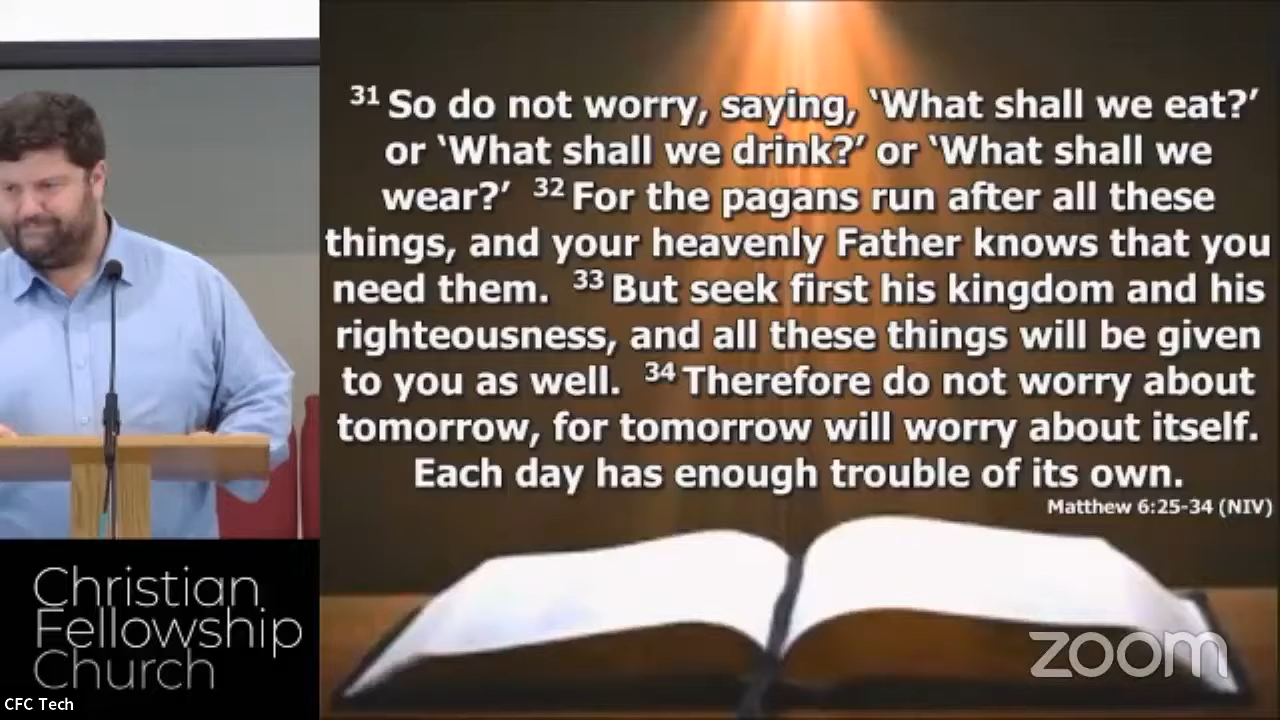 31 So do not worry, saying, ‘What shall we eat?’
or ‘What shall we drink?’ or ‘What shall we
wear?’ 32 For the pagans run after all these
things, and your heavenly Father knows that you
need them. 33 But seek first his kingdom and his
righteousness, and all these things will be given
to you as well. 34 Therefore do not worry about
tomorrow, for tomorrow will worry about itself.
Each day has enough trouble of its own.
Matthew 6:25-34 (NIV)
Christian
Fellowship
Church
CFC Tech
zoom